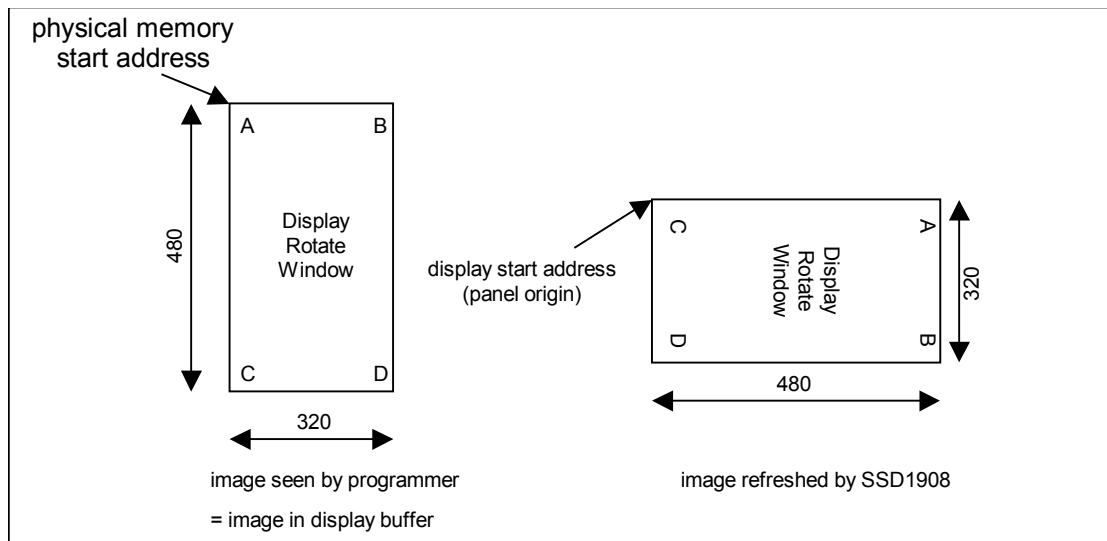 physical memory
start address
A B
Display
Rotate
Window
480
C D
320
image seen by programmer
= image in display buffer
display start address
(panel origin)
C A
Display
Rotate
Window
D B
320
480
image refreshed by SSD1908